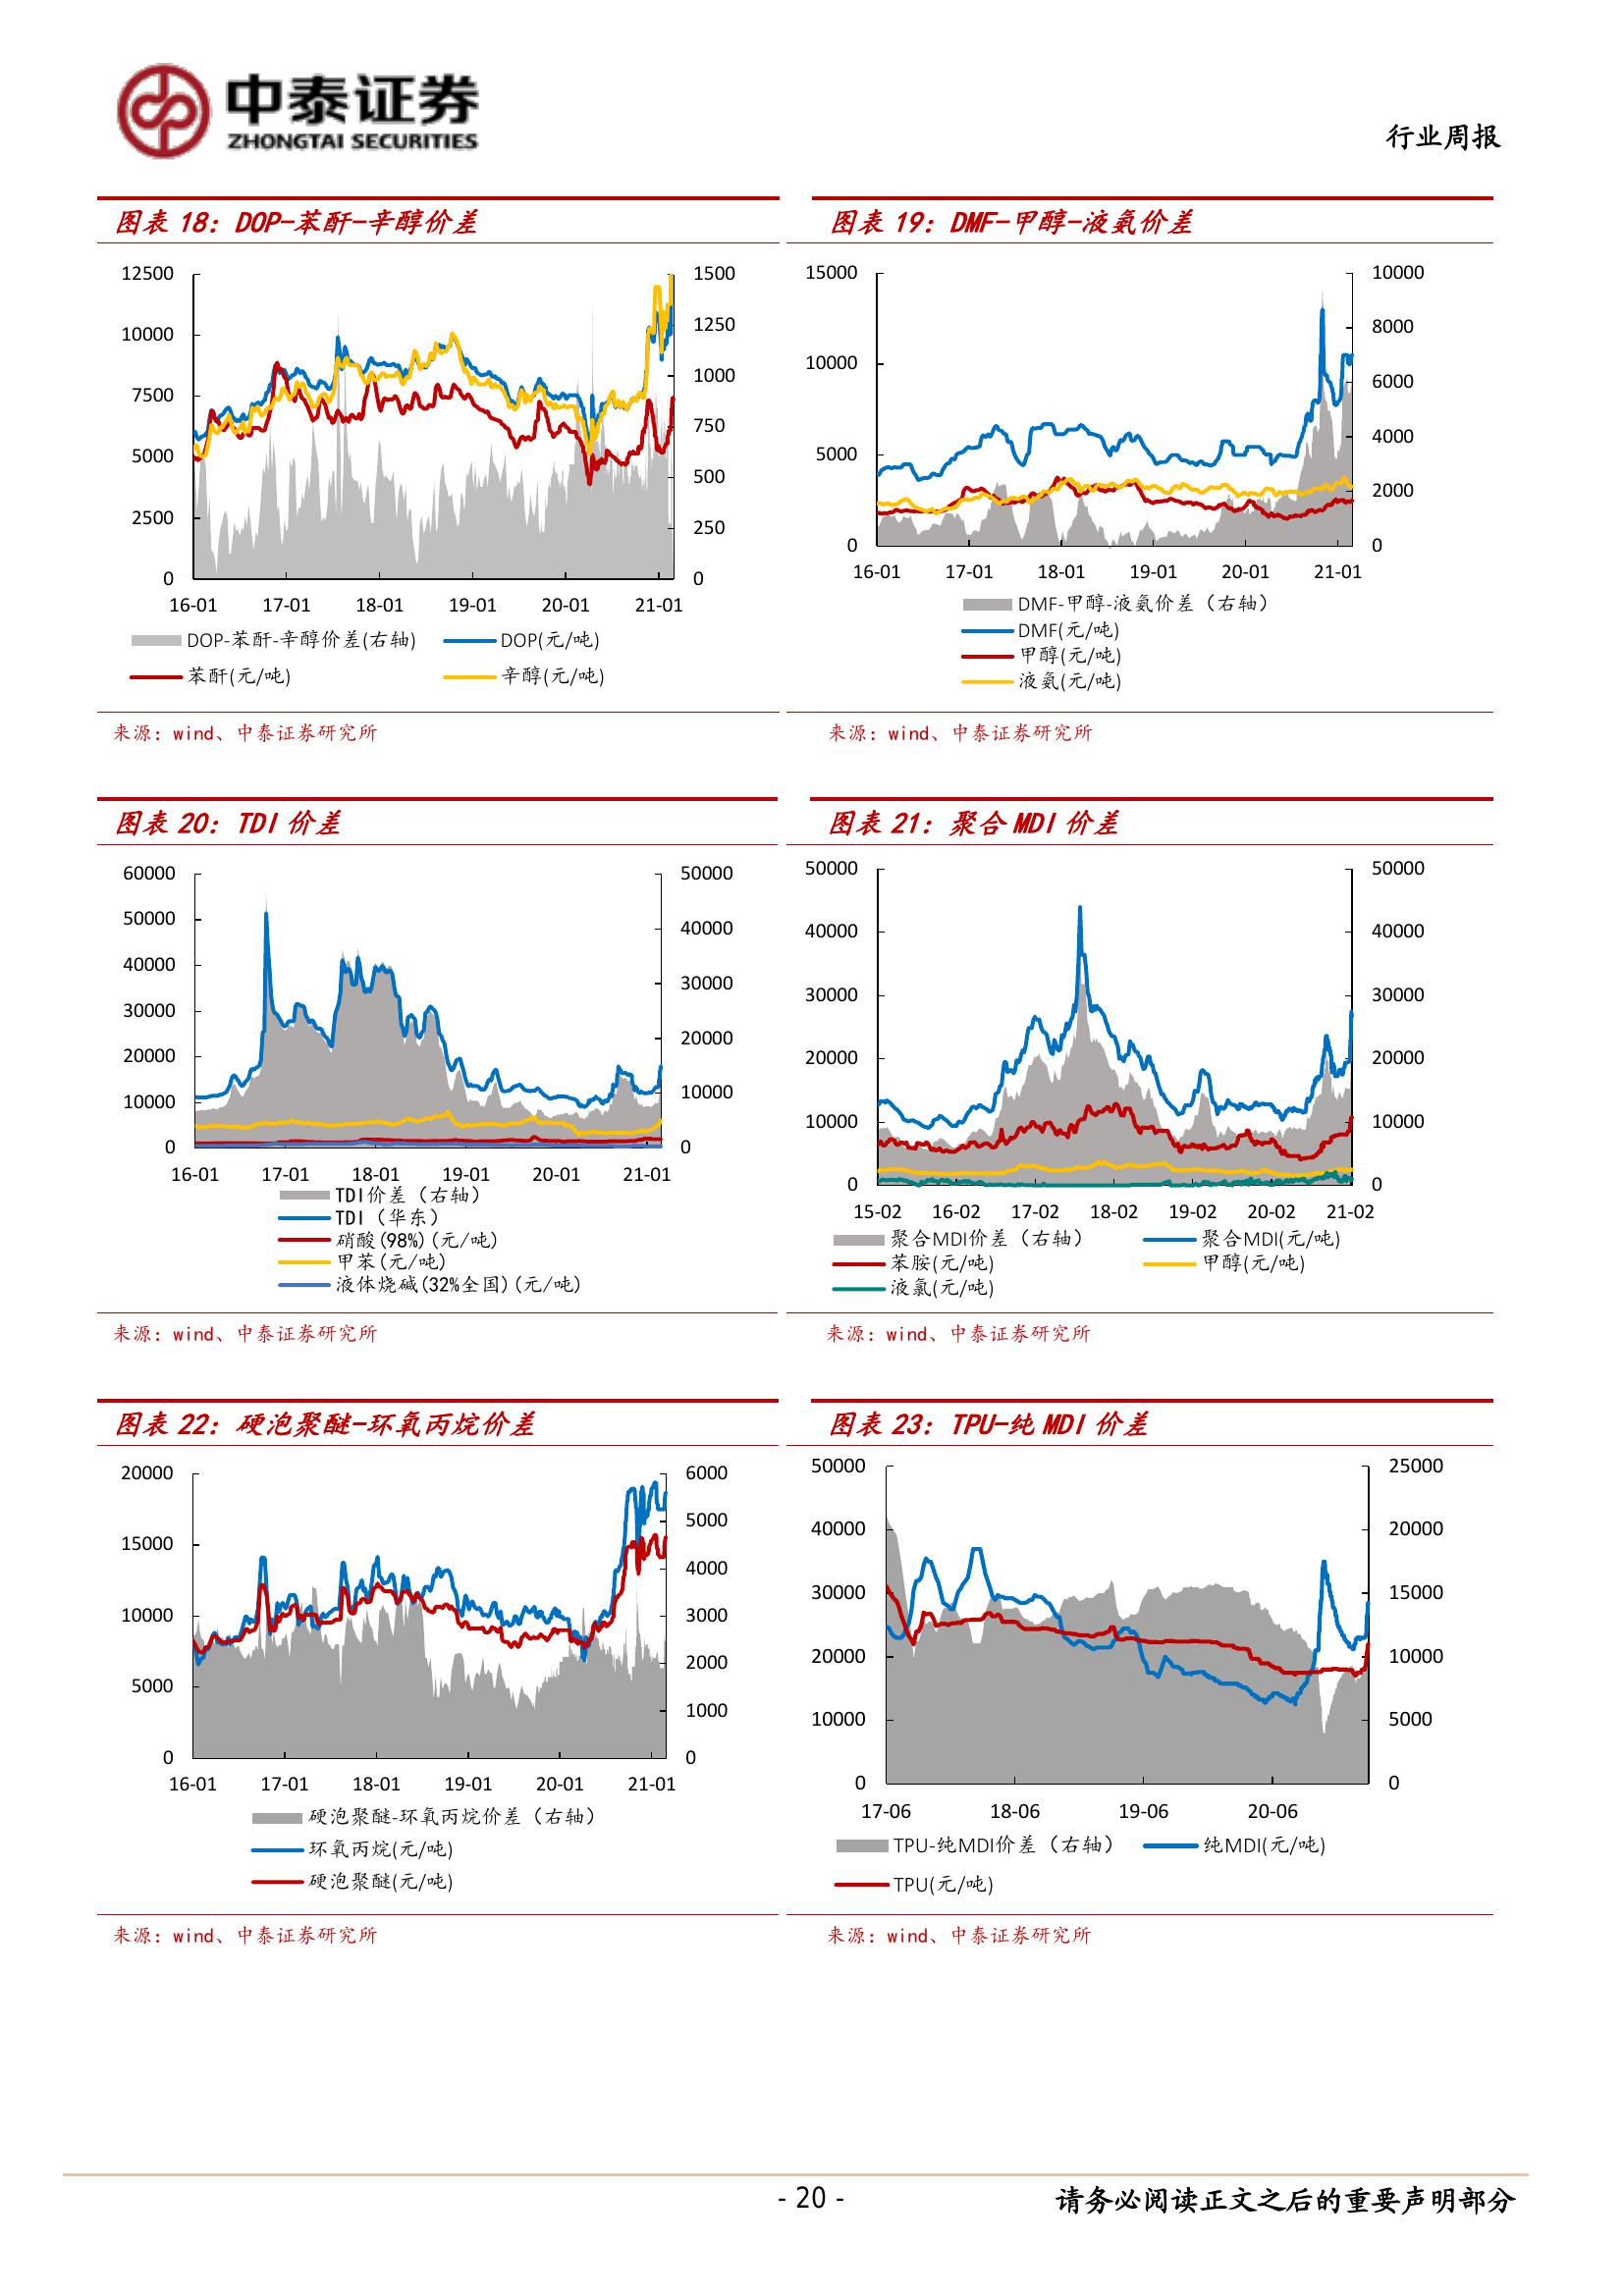 中泰证券
ZHONGTAI SECURITIES
行业周报
图表 18：DOP-苯酐-辛醇价差
12500
10000
7500
5000
2500
0
1500
1250
1000
750
500
250
0
16-01 17-01 18-01 19-01 20-01 21-01
DOP-苯酐-辛醇价差(右轴) DOP(元/吨)
苯酐(元/吨) 辛醇(元/吨)
来源：wind、中泰证券研究所
图表 19：DMF-甲醇-液氨价差
15000
10000
5000
0
10000
8000
6000
4000
2000
0
16-01 17-01 18-01 19-01 20-01 21-01
DMF-甲醇-液氨价差（右轴）
DMF(元/吨)
甲醇(元/吨)
液氨(元/吨)
来源：wind、中泰证券研究所
图表 20：TDI 价差
60000
50000
40000
30000
20000
10000
0
50000
40000
30000
20000
10000
0
16-01 17-01 18-01 19-01 20-01 21-01
TDI价差（右轴）
TDI（华东）
硝酸(98%)(元/吨)
甲苯(元/吨)
液体烧碱(32%全国)(元/吨)
来源：wind、中泰证券研究所
图表 21：聚合 MDI 价差
50000
40000
30000
20000
10000
0
50000
40000
30000
20000
10000
0
15-02 16-02 17-02 18-02 19-02 20-02 21-02
聚合MDI价差（右轴） 聚合MDI(元/吨)
苯胺(元/吨) 甲醇(元/吨)
液氯(元/吨)
来源：wind、中泰证券研究所
图表 22：硬泡聚醚-环氧丙烷价差
20000
15000
10000
5000
0
6000
5000
4000
3000
2000
1000
0
16-01 17-01 18-01 19-01 20-01 21-01
硬泡聚醚-环氧丙烷价差（右轴）
环氧丙烷(元/吨)
硬泡聚醚(元/吨)
来源：wind、中泰证券研究所
图表 23：TPU-纯 MDI 价差
50000
40000
30000
20000
10000
0
25000
20000
15000
10000
5000
0
17-06 18-06 19-06 20-06
TPU-纯MDI价差（右轴） 纯MDI(元/吨)
TPU(元/吨)
来源：wind、中泰证券研究所
- 20 -
请务必阅读正文之后的重要声明部分